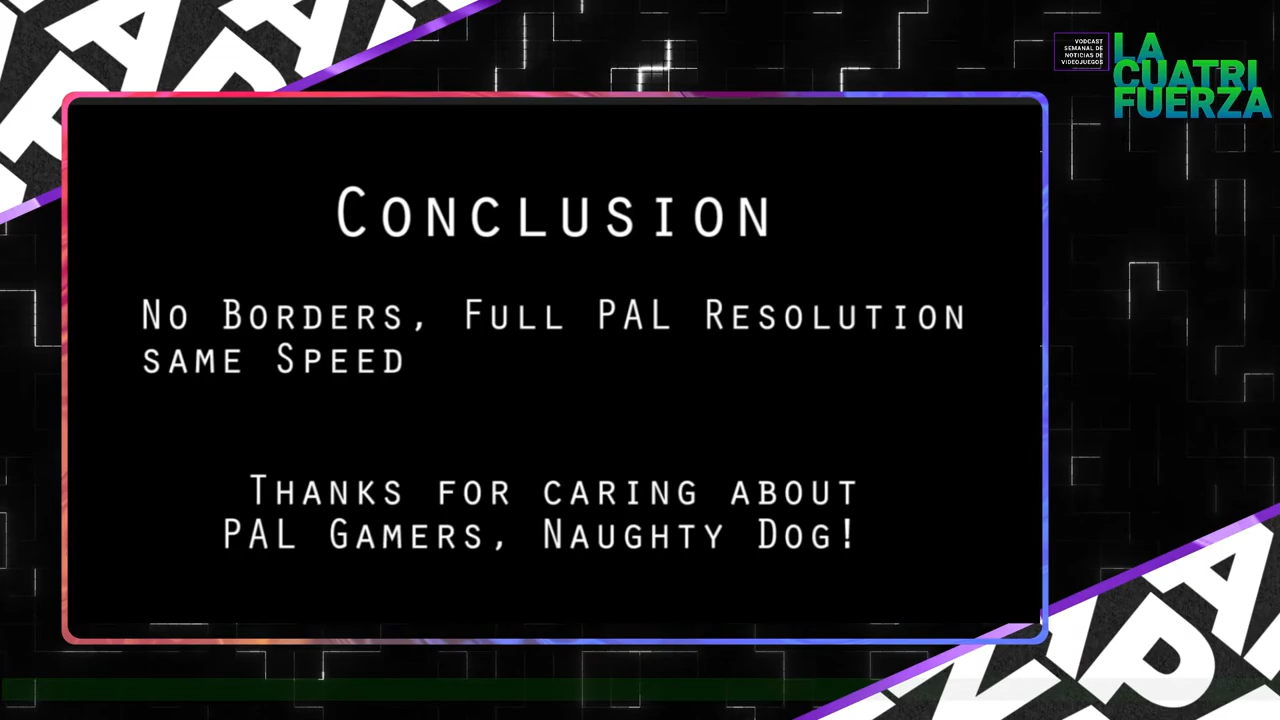 VODCAST
SEMANAL DE
NOTICIAS DE
VIDEOJUEGOS
LA
CUATRI
FUERZA
CONCLUSION
NO BORDERS, FULL PAL RESOLUTION
SAME SPEED
THANKS FOR CARING ABOUT
PAL GAMERS, NAUGHTY DOG!